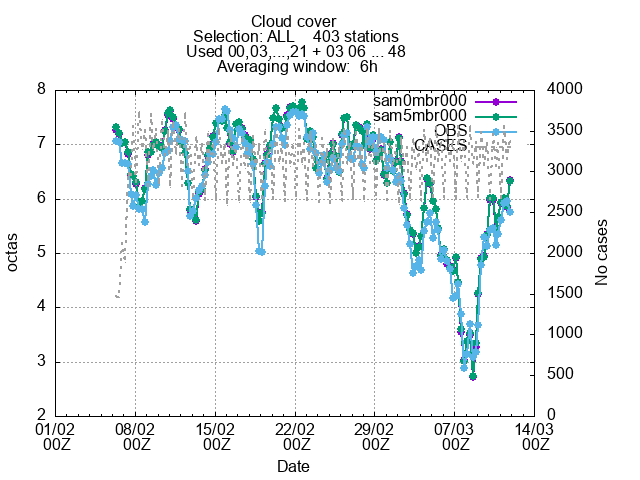 Cloud cover
Selection: ALL    403 stations
Used 00,03,...,21 + 03 06 ... 48
Averaging window:  6h
8
7
6
5
4
3
2
octas
sam0mbr000
sam5mbr000
OBS
CASES
4000
3500
3000
2500
2000
1500
1000
500
0
No cases
01/02 08/02 15/02 22/02 29/02 07/03 14/03
00Z 00Z 00Z 00Z 00Z 00Z 00Z
Date